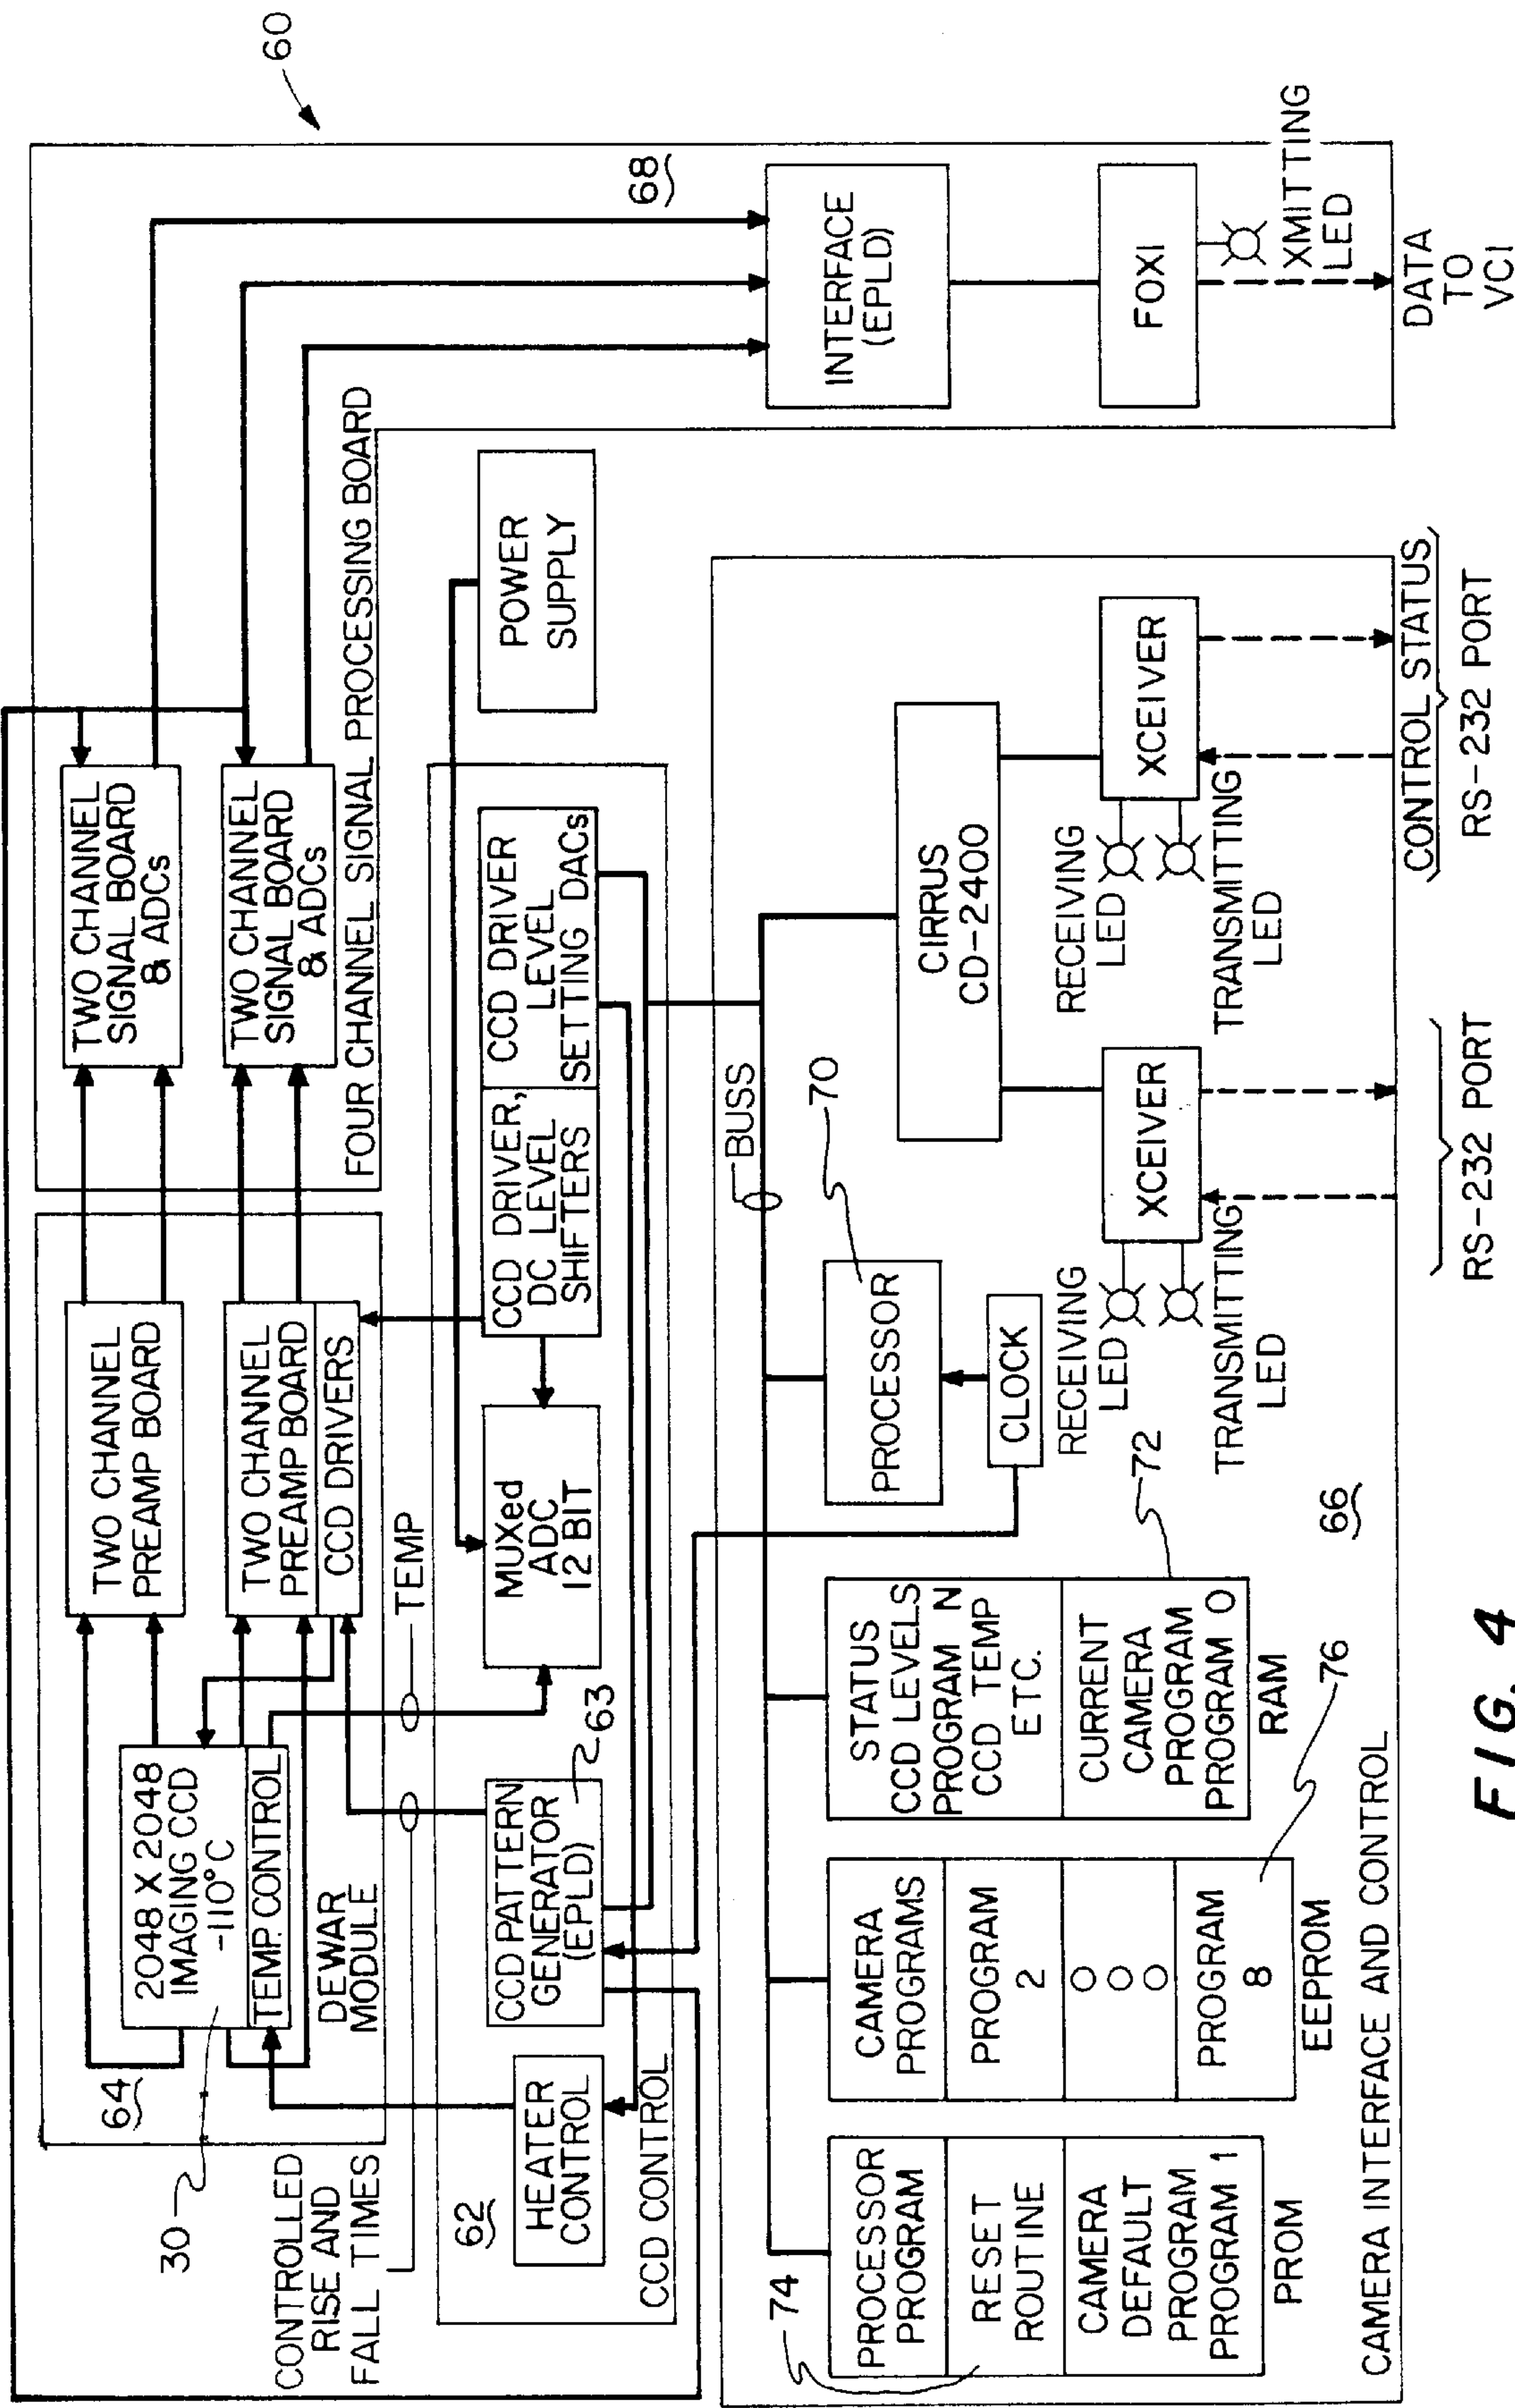 60
64
30
2048 X 2048
IMAGING CCD
-110°C
TEMP. CONTROL
DEWAR
MODULE
TWO CHANNEL
PREAMP BOARD
TWO CHANNEL
PREAMP BOARD
CCD DRIVERS
TWO CHANNEL
SIGNAL BOARD
& ADCs
TWO CHANNEL
SIGNAL BOARD
& ADCs
FOUR CHANNEL SIGNAL PROCESSING BOARD
68
INTERFACE
(EPLD)
FOXI
XMITTING
LED
DATA
TO
VCI
CONTROLLED
RISE AND
FALL TIMES
TEMP
62
HEATER
CONTROL
CCD PATTERN
GENERATOR
(EPLD)
63
MUXed
ADC
12 BIT
CCD DRIVER,
DC LEVEL
SHIFTERS
CCD DRIVER
LEVEL
SETTING DACs
CCD CONTROL
POWER
SUPPLY
BUSS
74
PROCESSOR
PROGRAM
RESET
ROUTINE
CAMERA
DEFAULT
PROGRAM
PROGRAM 1
PROM
CAMERA
PROGRAMS
PROGRAM
2
PROGRAM
8
EEPROM
76
STATUS
CCD LEVELS
PROGRAM N
CCD TEMP
ETC.
CURRENT
CAMERA
PROGRAM
PROGRAM 0
RAM
72
PROCESSOR
70
CLOCK
CIRRUS
CD-2400
RECEIVING
LED
XCEIVER
TRANSMITTING
LED
RECEIVING
LED
XCEIVER
TRANSMITTING
LED
66
CAMERA INTERFACE AND CONTROL
RS-232 PORT
CONTROL STATUS
RS-232 PORT
FIG. 4